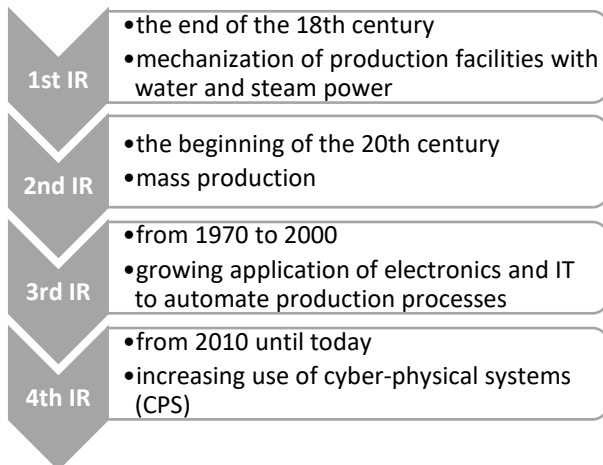 1st IR
•the end of the 18th century
•mechanization of production facilities with
water and steam power
2nd IR
•the beginning of the 20th century
•mass production
3rd IR
•from 1970 to 2000
•growing application of electronics and IT
to automate production processes
4th IR
•from 2010 until today
•increasing use of cyber-physical systems
(CPS)